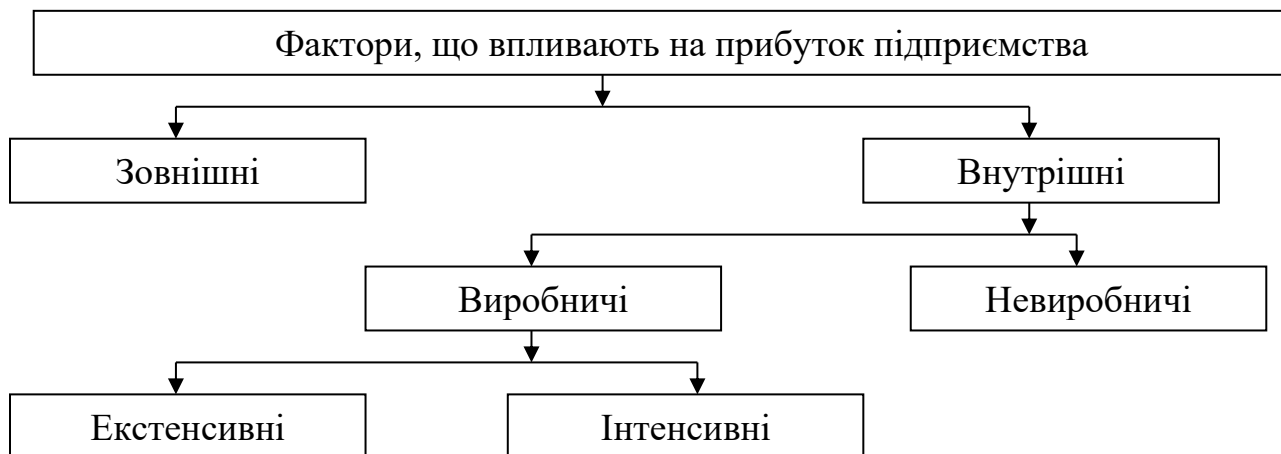 Фактори, що впливають на прибуток підприємства
Зовнішні
Внутрішні
Виробничі
Невиробничі
Екстенсивні
Інтенсивні